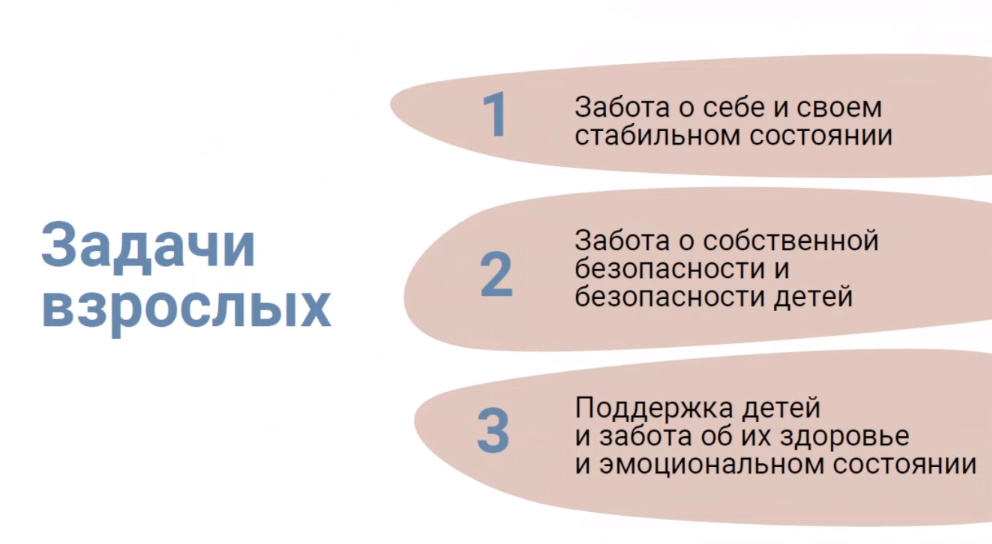 Задачи
взрослых
1
Забота о себе и своем
стабильном состоянии
2
Забота о собственной
безопасности и
безопасности детей
3
Поддержка детей
и забота об их здоровье
и эмоциональном состоянии